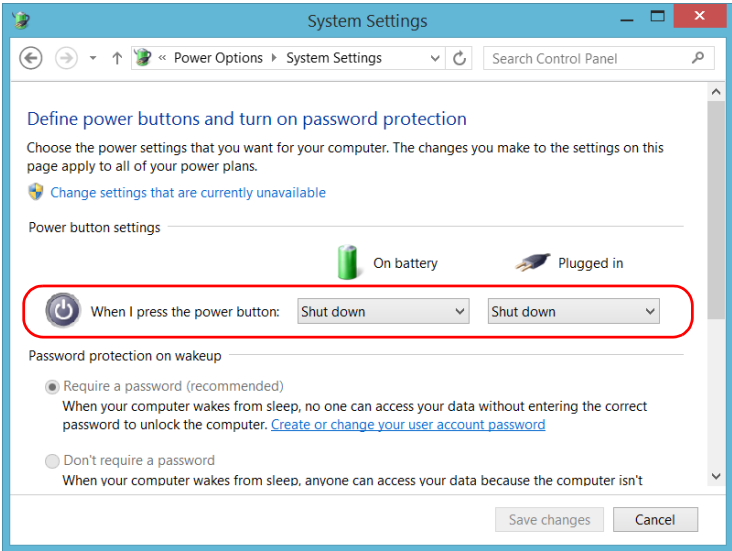 System Settings
« Power Options System Settings
Search Control Panel
Define power buttons and turn on password protection
Choose the power settings that you want for your computer. The changes you make to the settings on this
page apply to all of your power plans.
Change settings that are currently unavailable
Power button settings
On battery
Plugged in
When I press the power button: Shut down Shut down
Password protection on wakeup
Require a password (recommended)
When your computer wakes from sleep, no one can access your data without entering the correct
password to unlock the computer. Create or change your user account password
Don't require a password
When your computer wakes from sleep, anyone can access your data because the computer isn't
Save changes Cancel